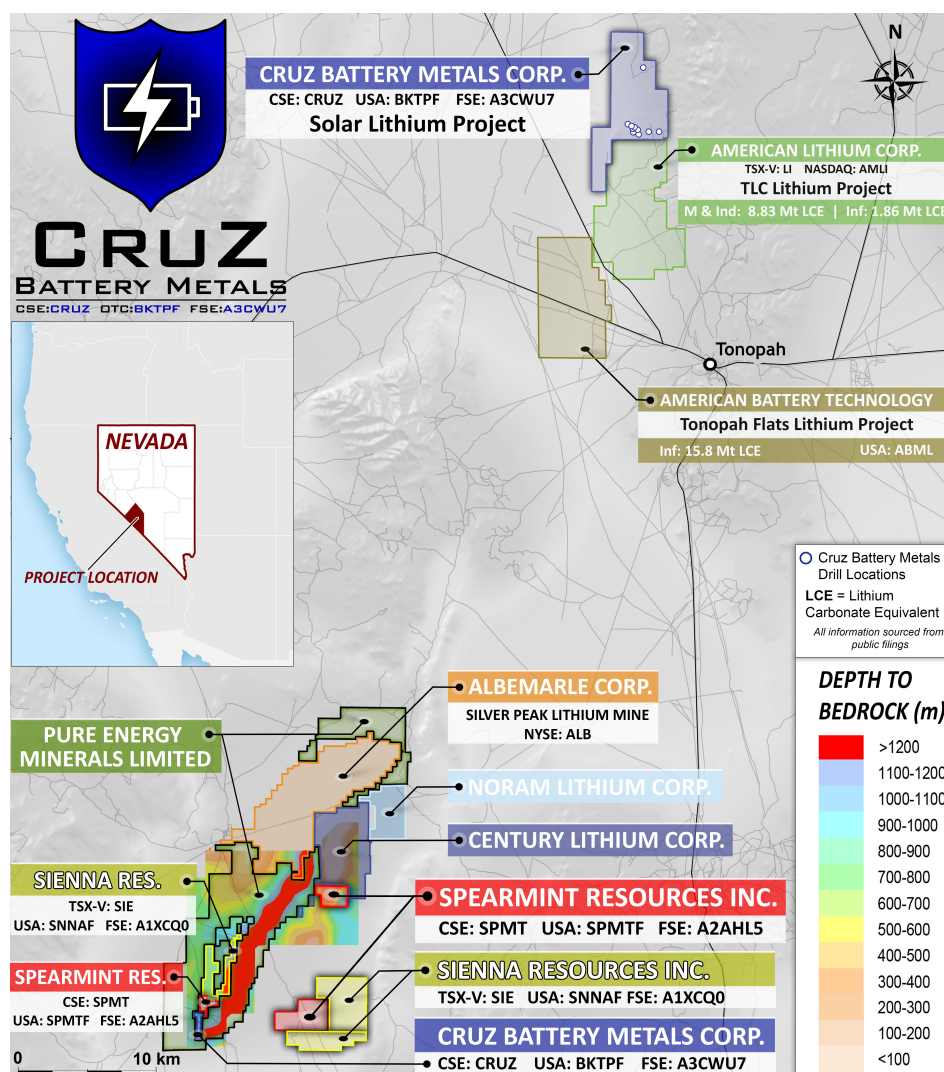 CRUZ
BATTERY METALS
CSE:CRUZ OTC:BKTPF FSE:A3CWU7
CRUZ BATTERY METALS CORP.
CSE: CRUZ USA: BKTPF FSE: A3CWU7
Solar Lithium Project
N
AMERICAN LITHIUM CORP.
TSX-V: LI NASDAQ: AMLI
TLC Lithium Project
M & Ind: 8.83 Mt LCE | Inf: 1.86 Mt LCE
Tonopah
AMERICAN BATTERY TECHNOLOGY
Tonopah Flats Lithium Project
Inf: 15.8 Mt LCE USA: ABML
NEVADA
PROJECT LOCATION
Cruz Battery Metals
Drill Locations
LCE = Lithium
Carbonate Equivalent
All information sourced from
public filings
DEPTH TO
BEDROCK (m)
>1200
1100-1200
1000-1100
900-1000
800-900
700-800
600-700
500-600
400-500
300-400
200-300
100-200
<100
ALBEMARLE CORP.
SILVER PEAK LITHIUM MINE
NYSE: ALB
PURE ENERGY
MINERALS LIMITED
NORAM LITHIUM CORP.
CENTURY LITHIUM CORP.
SIENNA RES.
TSX-V: SIE
USA: SNNAF FSE: A1XCQ0
SPEARMINT RESOURCES INC.
CSE: SPMT USA: SPMTF FSE: A2AHL5
SPEARMINT RES.
CSE: SPMT
USA: SPMTF FSE: A2AHL5
SIENNA RESOURCES INC.
TSX-V: SIE USA: SNNAF FSE: A1XCQ0
CRUZ BATTERY METALS CORP.
CSE: CRUZ USA: BKTPF FSE: A3CWU7
0 10 km